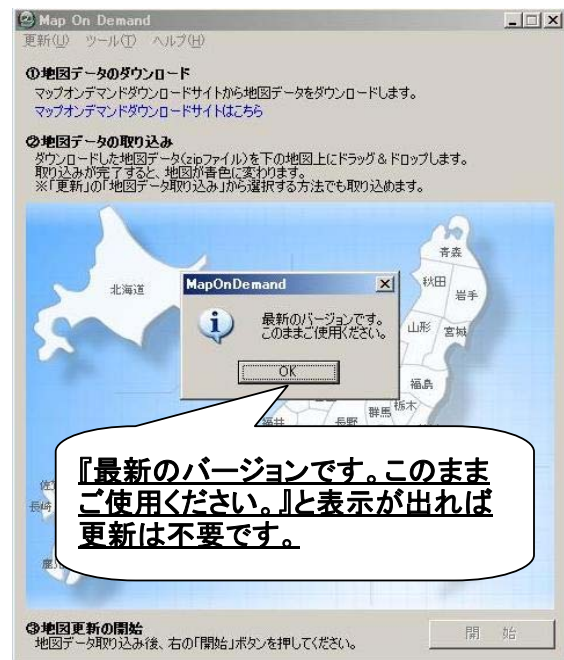 Map On Demand
更新(U) ツール(T) ヘルプ(H)
①地図データのダウンロード
マップオンデマンドダウンロードサイトから地図データをダウンロードします。
マップオンデマンドダウンロードサイトはこちら
②地図データの取り込み
ダウンロードした地図データ(zipファイル)を下の地図上にドラッグ&ドロップします。
取り込みが完了すると、地図が青色に変わります。
※「更新」の「地図データ取り込み」から選択する方法でも取り込めます。
青森
北海道
秋田
岩手
MapOnDemand
最新のバージョンです。
このままご使用ください。
OK
山形 宮城
福島
群馬 栃木
福井 長野
『最新のバージョンです。このまま
ご使用ください。』と表示が出れば
更新は不要です。
長崎
③地図更新の開始
地図データ取り込み後、右の「開始」ボタンを押してください。
開 始